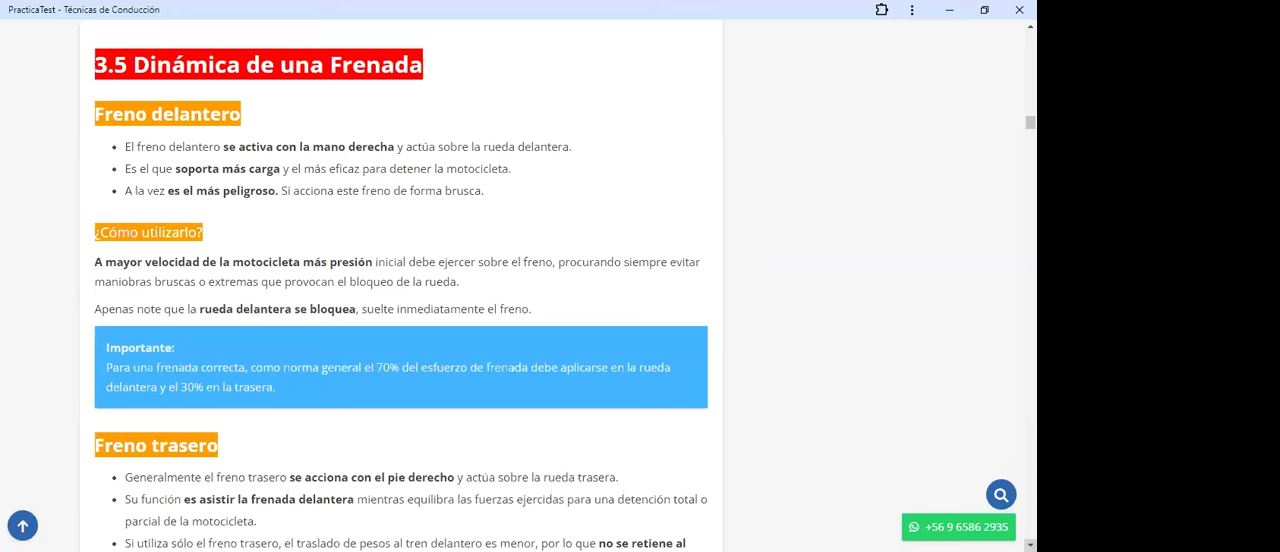 PracticaTest - Técnicas de Conducción
3.5 Dinámica de una Frenada
Freno delantero
• El freno delantero se activa con la mano derecha y actúa sobre la rueda delantera.
• Es el que soporta más carga y el más eficaz para detener la motocicleta.
• A la vez es el más peligroso. Si acciona este freno de forma brusca.
¿Cómo utilizarlo?
A mayor velocidad de la motocicleta más presión inicial debe ejercer sobre el freno, procurando siempre evitar
maniobras bruscas o extremas que provocan el bloqueo de la rueda.
Apenas note que la rueda delantera se bloquea, suelte inmediatamente el freno.
Importante:
Para una frenada correcta, como norma general el 70% del esfuerzo de frenada debe aplicarse en la rueda
delantera y el 30% en la trasera.
Freno trasero
• Generalmente el freno trasero se acciona con el pie derecho y actúa sobre la rueda trasera.
• Su función es asistir la frenada delantera mientras equilibra las fuerzas ejercidas para una detención total o
parcial de la motocicleta.
• Si utiliza sólo el freno trasero, el traslado de pesos al tren delantero es menor, por lo que no se retiene al
+56 9 6586 2935